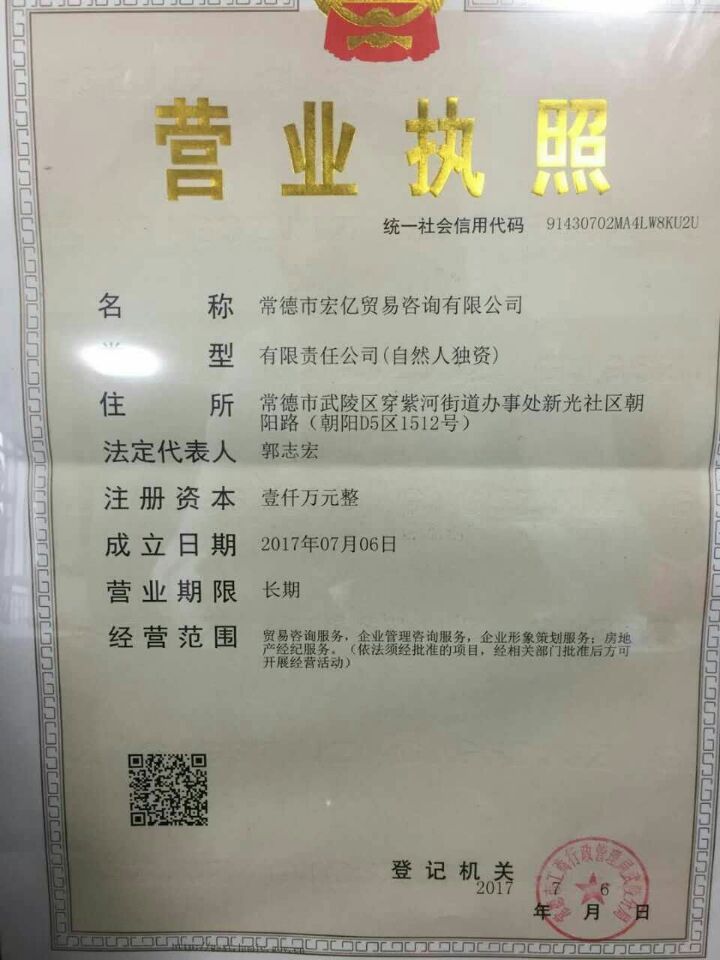 营业执照
统一社会信用代码 91430702MA4LW8KU2U
名称 常德市宏亿贸易咨询有限公司
型 有限责任公司(自然人独资)
住所 常德市武陵区穿紫河街道办事处新光社区朝
阳路（朝阳D5区1512号）
法定代表人 郭志宏
注册资本 壹仟万元整
成立日期 2017年07月06日
营业期限 长期
经营范围 贸易咨询服务，企业管理咨询服务，企业形象策划服务；房地
产经纪服务。（依法须经批准的项目，经相关部门批准后方可
开展经营活动）
登记机关
2017 7 6
年 月 日